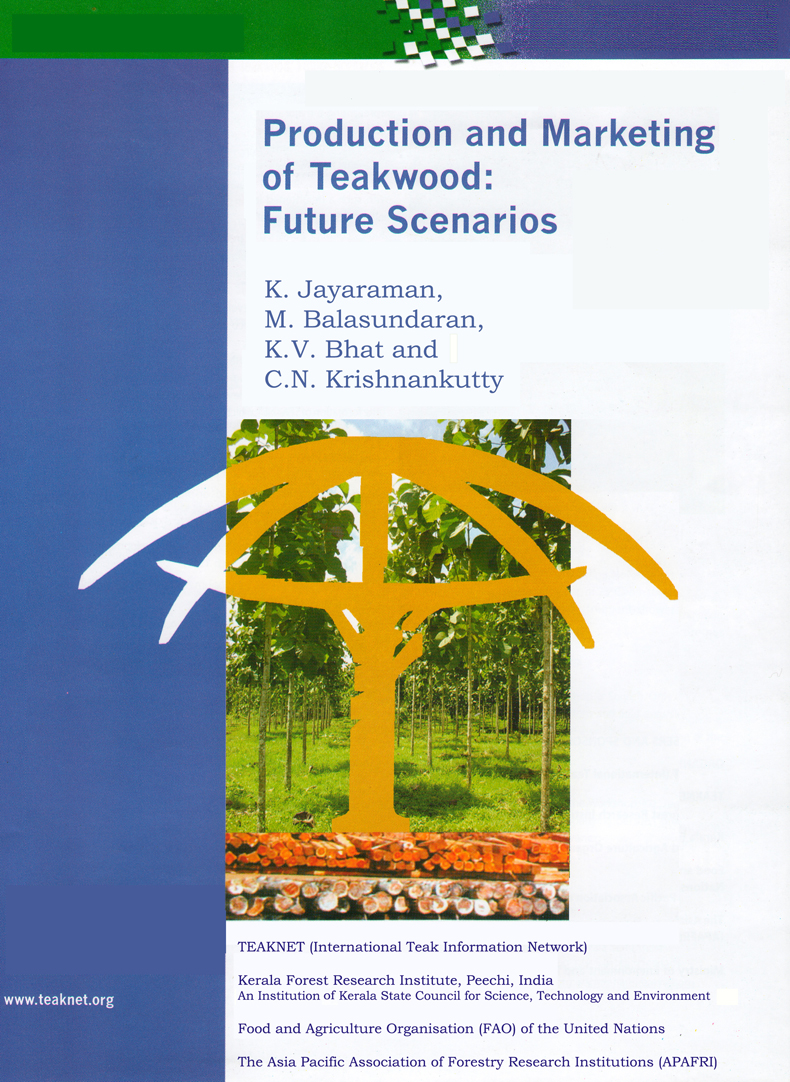 Production and Marketing
of Teakwood:
Future Scenarios
K. Jayaraman,
M. Balasundaran,
K.V. Bhat and
C.N. Krishnankutty
TEAKNET (International Teak Information Network)
Kerala Forest Research Institute, Peechi, India
An Institution of Kerala State Council for Science, Technology and Environment
www.teaknet.org
Food and Agriculture Organisation (FAO) of the United Nations
The Asia Pacific Association of Forestry Research Institutions (APAFRI)